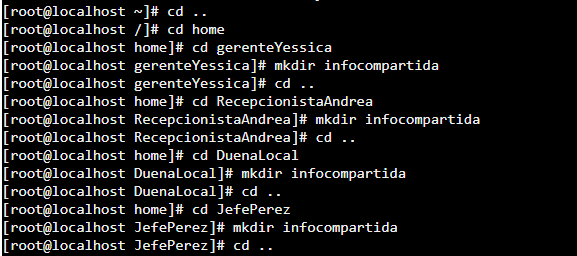 [root@localhost ~]# cd ..
[root@localhost /]# cd home
[root@localhost home]# cd gerenteYessica
[root@localhost gerenteYessica]# mkdir infocompartida
[root@localhost gerenteYessica]# cd ..
[root@localhost home]# cd RecepcionistaAndrea
[root@localhost RecepcionistaAndrea]# mkdir infocompartida
[root@localhost RecepcionistaAndrea]# cd ..
[root@localhost home]# cd DuenaLocal
[root@localhost DuenaLocal]# mkdir infocompartida
[root@localhost DuenaLocal]# cd ..
[root@localhost home]# cd JefePerez
[root@localhost JefePerez]# mkdir infocompartida
[root@localhost JefePerez]# cd ..